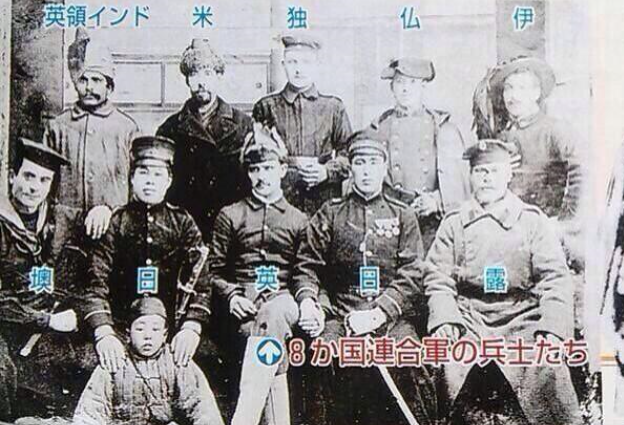 英領インド 米 独 仏 伊
墺 日 英 日 露
8か国連合軍の兵士たち